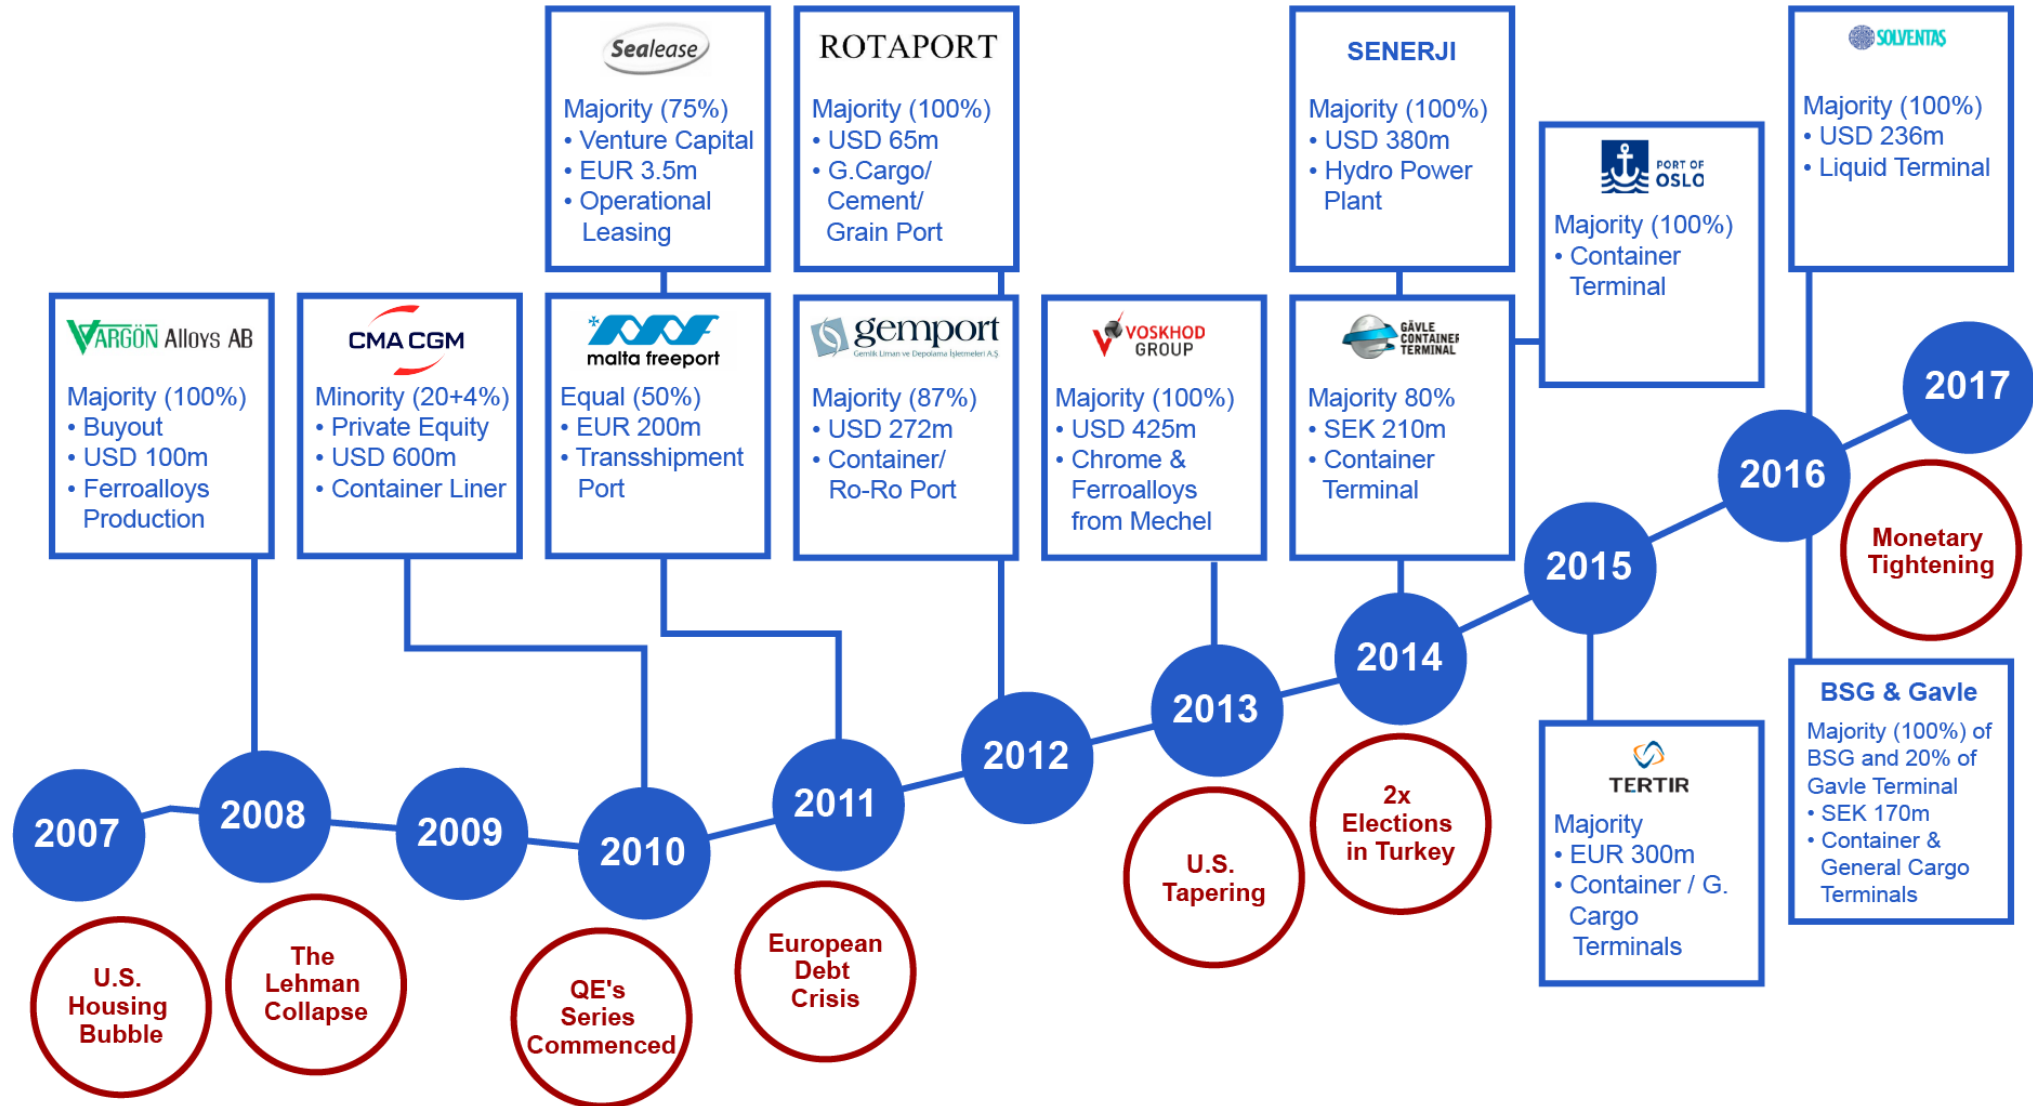 Sealease
Majority (75%)
• Venture Capital
• EUR 3.5m
• Operational
Leasing
ROTAPORT
Majority (100%)
• USD 65m
• G.Cargo/
Cement/
Grain Port
SENERJI
Majority (100%)
• USD 380m
• Hydro Power
Plant
PORT OF
OSLO
Majority (100%)
• Container
Terminal
SOLVENTAŞ
Majority (100%)
• USD 236m
• Liquid Terminal
VARGÖN Alloys AB
Majority (100%)
• Buyout
• USD 100m
• Ferroalloys
Production
CMA CGM
Minority (20+4%)
• Private Equity
• USD 600m
• Container Liner
malta freeport
Equal (50%)
• EUR 200m
• Transshipment
Port
gemport
Gemlik Liman ve Depolama İşletmeleri A.Ş
Majority (87%)
• USD 272m
• Container/
Ro-Ro Port
VOSKHOD
GROUP
Majority (100%)
• USD 425m
• Chrome &
Ferroalloys
from Mechel
GÄVLE
CONTAINER
TERMINAL
Majority 80%
• SEK 210m
• Container
Terminal
2007
2008
2009
2010
2011
2012
2013
2014
2015
2016
2017
U.S.
Housing
Bubble
The
Lehman
Collapse
QE's
Series
Commenced
European
Debt
Crisis
U.S.
Tapering
2x
Elections
in Turkey
Monetary
Tightening
TERTIR
Majority
• EUR 300m
• Container / G.
Cargo
Terminals
BSG & Gavle
Majority (100%) of
BSG and 20% of
Gavle Terminal
• SEK 170m
• Container &
General Cargo
Terminals